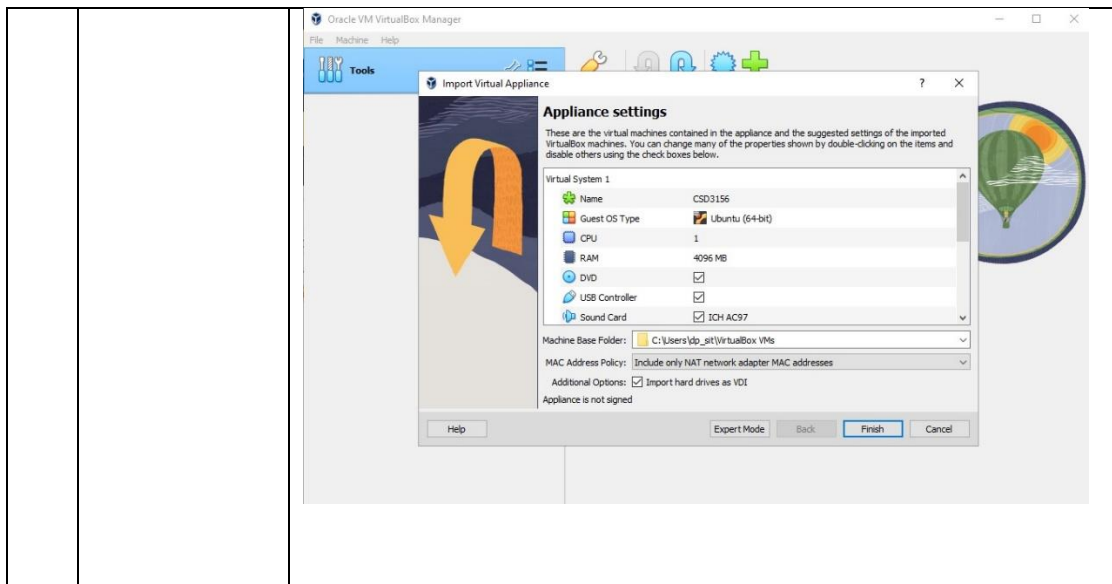 Oracle VM VirtualBox Manager
File Machine Help
Tools
Import Virtual Appliance
Appliance settings
These are the virtual machines contained in the appliance and the suggested settings of the imported
VirtualBox machines. You can change many of the properties shown by double-clicking on the items and
disable others using the check boxes below.
Virtual System 1
Name CSD3156
Guest OS Type Ubuntu (64-bit)
CPU 1
RAM 4096 MB
DVD
USB Controller
Sound Card ICH AC97
Machine Base Folder: C:\Users\dp_sit\VirtualBox VMs
MAC Address Policy: Include only NAT network adapter MAC addresses
Additional Options: Import hard drives as VDI
Appliance is not signed
Help Expert Mode Back Finish Cancel